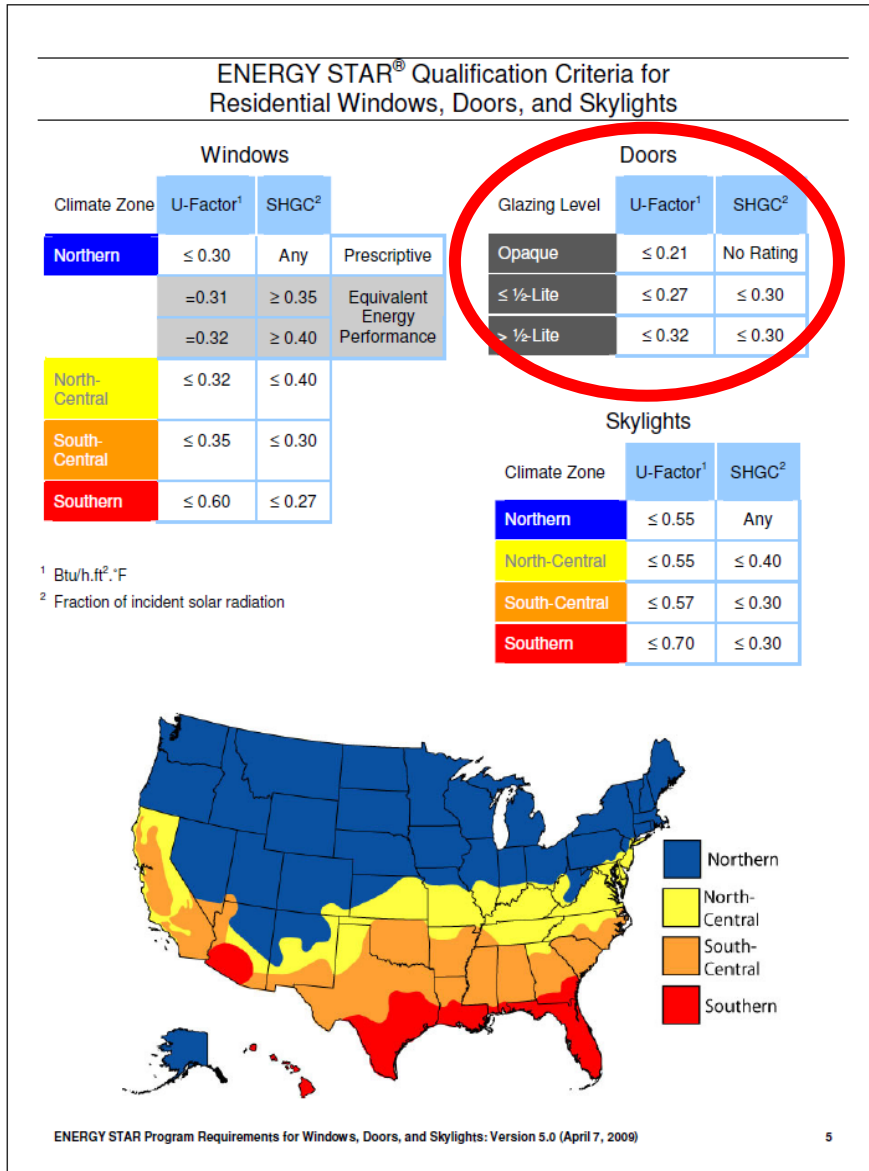 ENERGY STAR® Qualification Criteria for
Residential Windows, Doors, and Skylights
Windows
Climate Zone U-Factor¹ SHGC²
Northern ≤ 0.30 Any Prescriptive
=0.31 ≥ 0.35 Equivalent
Energy
=0.32 ≥ 0.40 Performance
North-
Central ≤ 0.32 ≤ 0.40
South-
Central ≤ 0.35 ≤ 0.30
Southern ≤ 0.60 ≤ 0.27
¹ Btu/h.ft².°F
² Fraction of incident solar radiation
Doors
Glazing Level U-Factor¹ SHGC²
Opaque ≤ 0.21 No Rating
≤ ½-Lite ≤ 0.27 ≤ 0.30
> ½-Lite ≤ 0.32 ≤ 0.30
Skylights
Climate Zone U-Factor¹ SHGC²
Northern ≤ 0.55 Any
North-Central ≤ 0.55 ≤ 0.40
South-Central ≤ 0.57 ≤ 0.30
Southern ≤ 0.70 ≤ 0.30
Northern
North-
Central
South-
Central
Southern
ENERGY STAR Program Requirements for Windows, Doors, and Skylights: Version 5.0 (April 7, 2009) 5